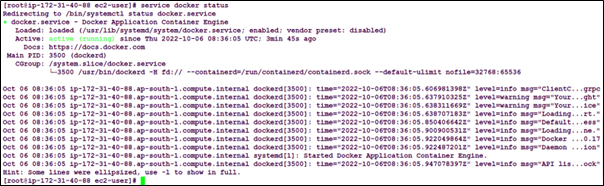 [root@ip-172-31-40-88 ec2-user]# service docker status
Redirecting to /bin/systemctl status docker.service
● docker.service - Docker Application Container Engine
Loaded: loaded (/usr/lib/systemd/system/docker.service; enabled; vendor preset: disabled)
Active: active (running) since Thu 2022-10-06 08:36:05 UTC; 3min 45s ago
Docs: https://docs.docker.com
Main PID: 3500 (dockerd)
CGroup: /system.slice/docker.service
└─3500 /usr/bin/dockerd -H fd:// --containerd=/run/containerd/containerd.sock --default-ulimit nofile=32768:65536
Oct 06 08:36:05 ip-172-31-40-88.ap-south-1.compute.internal dockerd[3500]: time="2022-10-06T08:36:05.606981398Z" level=info msg="ClientC...grpc
Oct 06 08:36:05 ip-172-31-40-88.ap-south-1.compute.internal dockerd[3500]: time="2022-10-06T08:36:05.637910325Z" level=warning msg="Your...ght"
Oct 06 08:36:05 ip-172-31-40-88.ap-south-1.compute.internal dockerd[3500]: time="2022-10-06T08:36:05.638311669Z" level=warning msg="Your...ice"
Oct 06 08:36:05 ip-172-31-40-88.ap-south-1.compute.internal dockerd[3500]: time="2022-10-06T08:36:05.638707183Z" level=info msg="Loading...rt."
Oct 06 08:36:05 ip-172-31-40-88.ap-south-1.compute.internal dockerd[3500]: time="2022-10-06T08:36:05.850406642Z" level=info msg="Default...ess"
Oct 06 08:36:05 ip-172-31-40-88.ap-south-1.compute.internal dockerd[3500]: time="2022-10-06T08:36:05.900900531Z" level=info msg="Loading...ne."
Oct 06 08:36:05 ip-172-31-40-88.ap-south-1.compute.internal dockerd[3500]: time="2022-10-06T08:36:05.922049864Z" level=info msg="Docker ...0.17
Oct 06 08:36:05 ip-172-31-40-88.ap-south-1.compute.internal dockerd[3500]: time="2022-10-06T08:36:05.922487201Z" level=info msg="Daemon ...ion"
Oct 06 08:36:05 ip-172-31-40-88.ap-south-1.compute.internal systemd[1]: Started Docker Application Container Engine.
Oct 06 08:36:05 ip-172-31-40-88.ap-south-1.compute.internal dockerd[3500]: time="2022-10-06T08:36:05.947078397Z" level=info msg="API lis...ock"
Hint: Some lines were ellipsized, use -l to show in full.
[root@ip-172-31-40-88 ec2-user]#